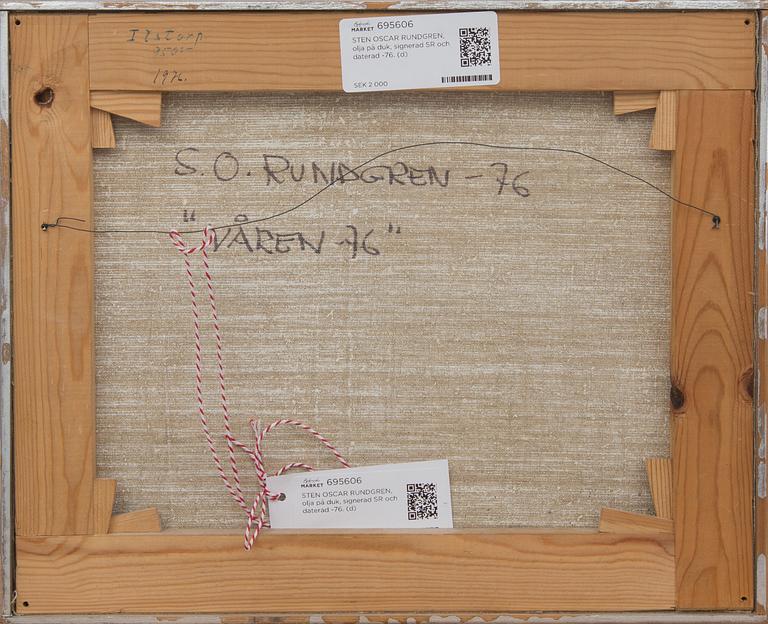 MARKET 695606
STEN OSCAR RUNDGREN,
olja på duk, signerad SR och
daterad -76. (d)
SEK 2 000
1976.
S. O. RUNDGREN - 76
"VÅREN -76"
MARKET 695606
STEN OSCAR RUNDGREN,
olja på duk, signerad SR och
daterad -76. (d)